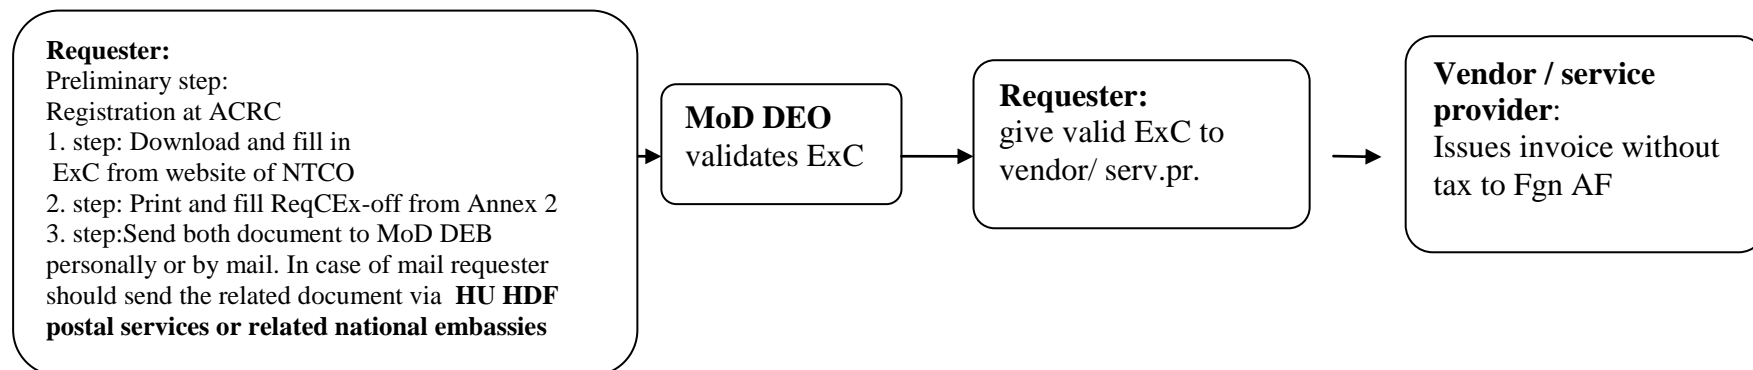 Requester:
Preliminary step:
Registration at ACRC
1. step: Download and fill in
ExC from website of NTCO
2. step: Print and fill ReqCEx-off from Annex 2
3. step:Send both document to MoD DEB
personally or by mail. In case of mail requester
should send the related document via HU HDF
postal services or related national embassies
MoD DEO
validates ExC
Requester:
give valid ExC to
vendor/ serv.pr.
Vendor / service
provider:
Issues invoice without
tax to Fgn AF